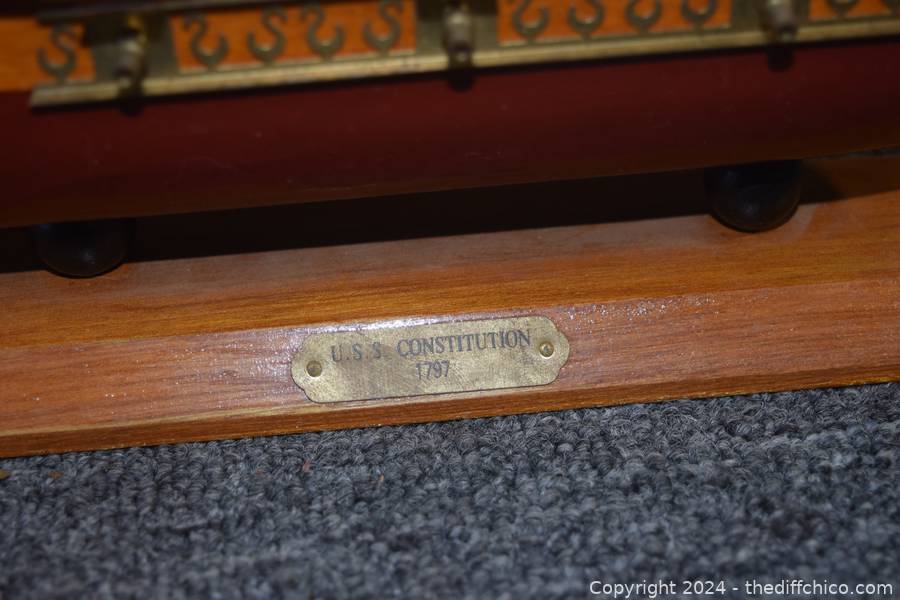 U.S.S. CONSTITUTION
1797
Copyright 2024 - thediffchico.com